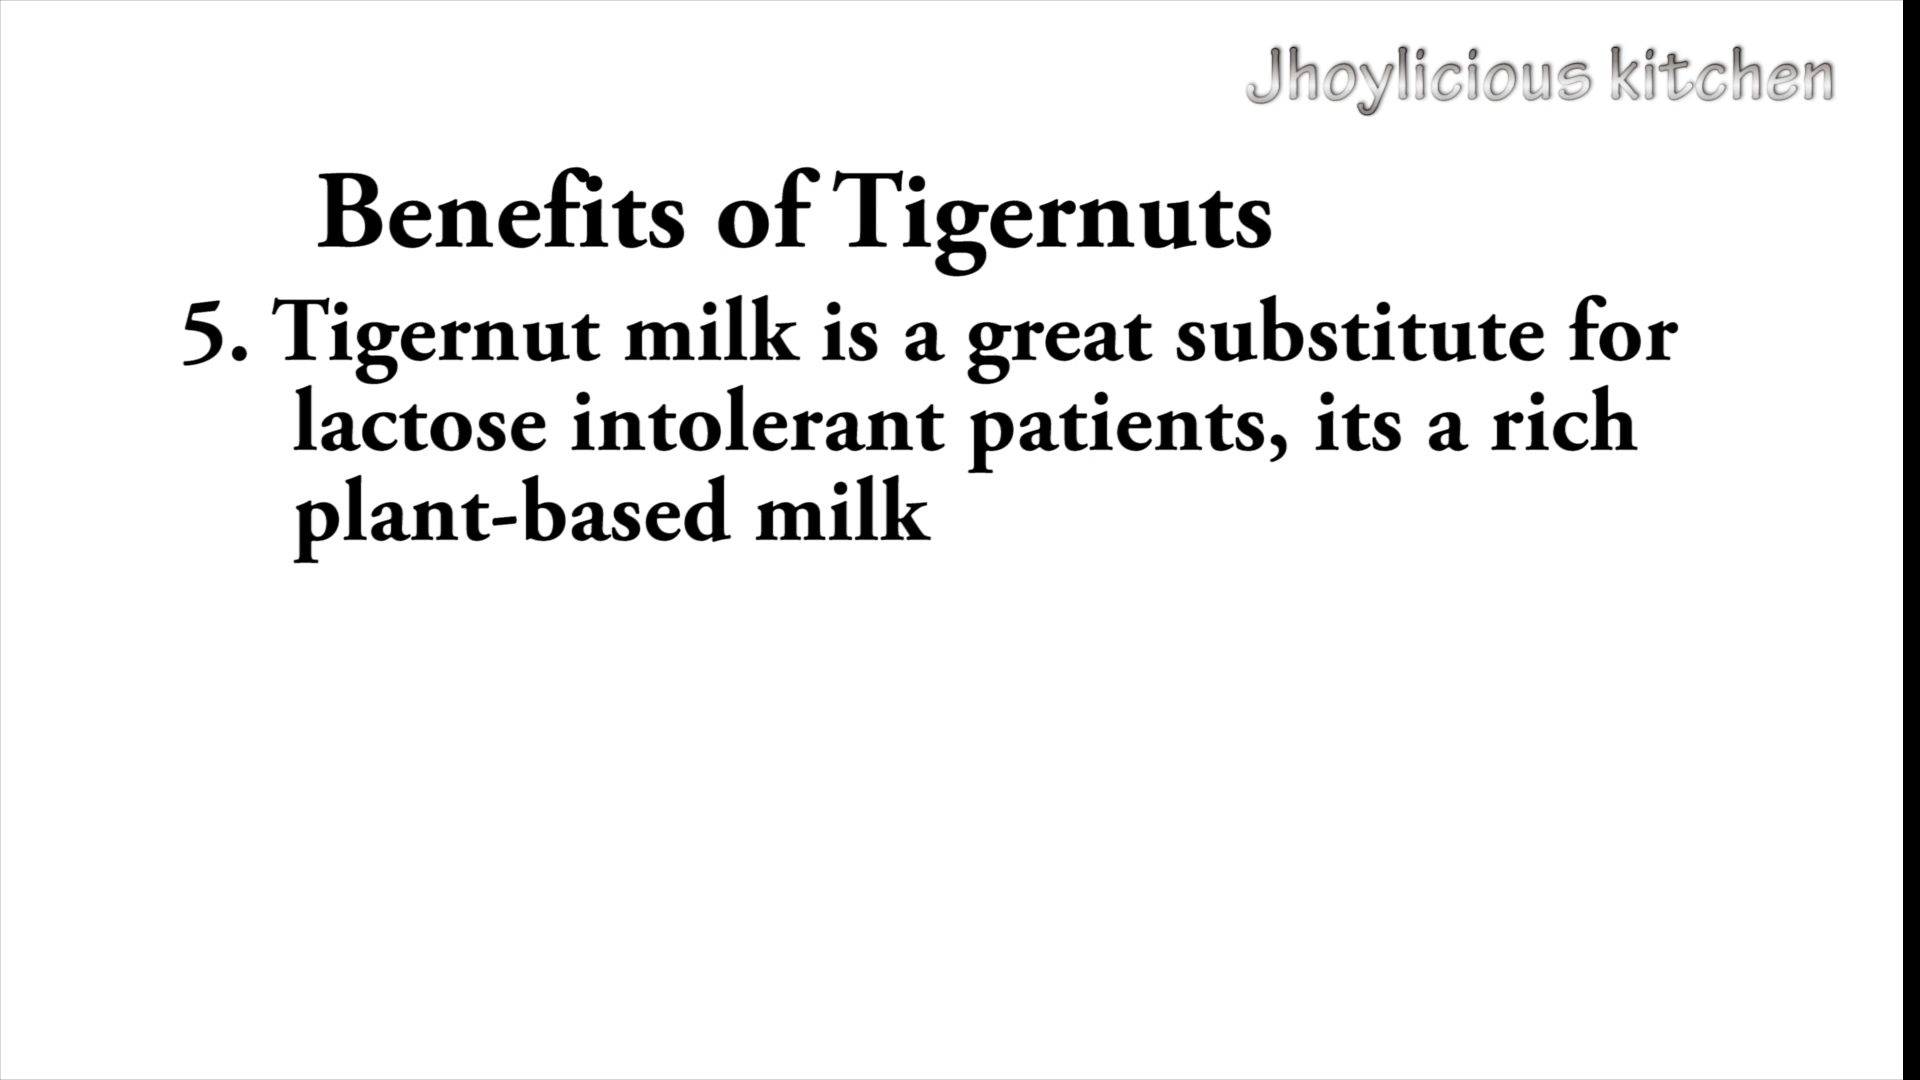 Jhoylicious kitchen
Benefits of Tigernuts
5. Tigernut milk is a great substitute for
lactose intolerant patients, its a rich
plant-based milk